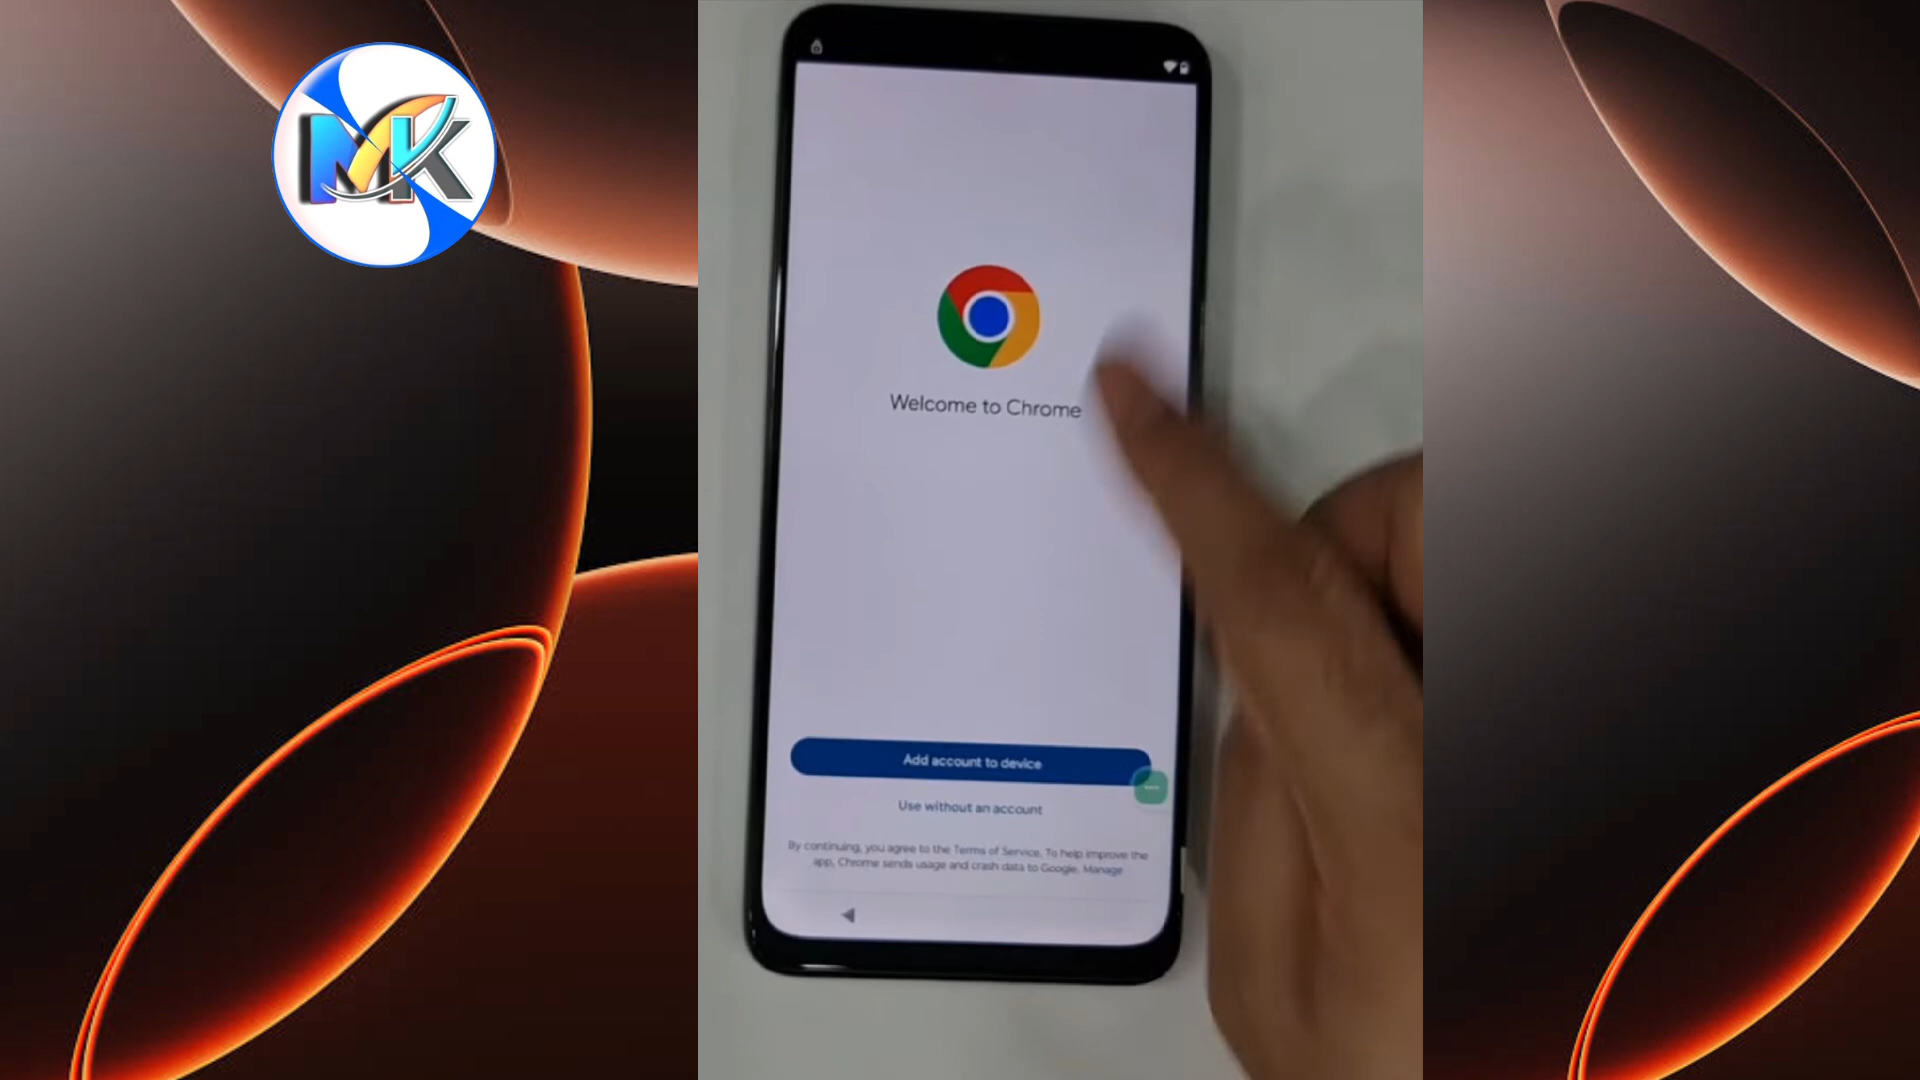 MK
Welcome to Chrome
Add account to device
Use without an account
By continuing, you agree to the Terms of Service. To help improve the
app, Chrome sends usage and crash data to Google. Manage